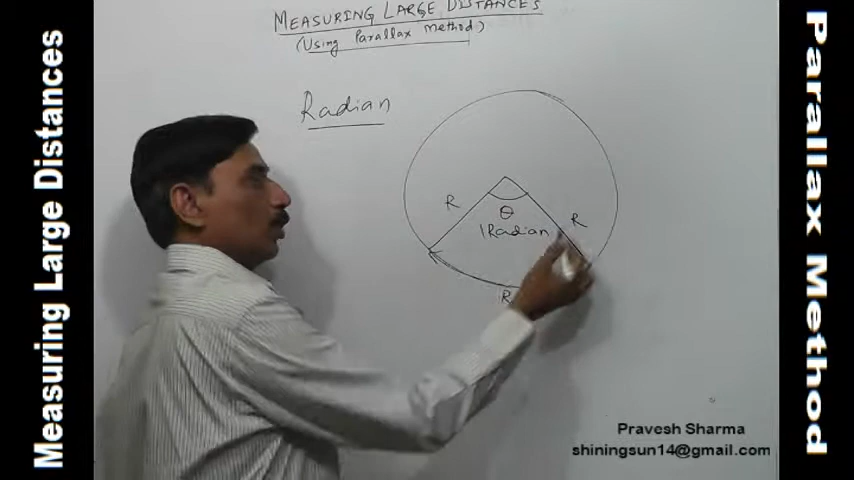 Measuring Large Distances
MEASURING LARGE DISTANCES
(Using Parallax Method)
Radian
R
R
θ
1Radian
R
Pravesh Sharma
shiningsun14@gmail.com
Parallax Method